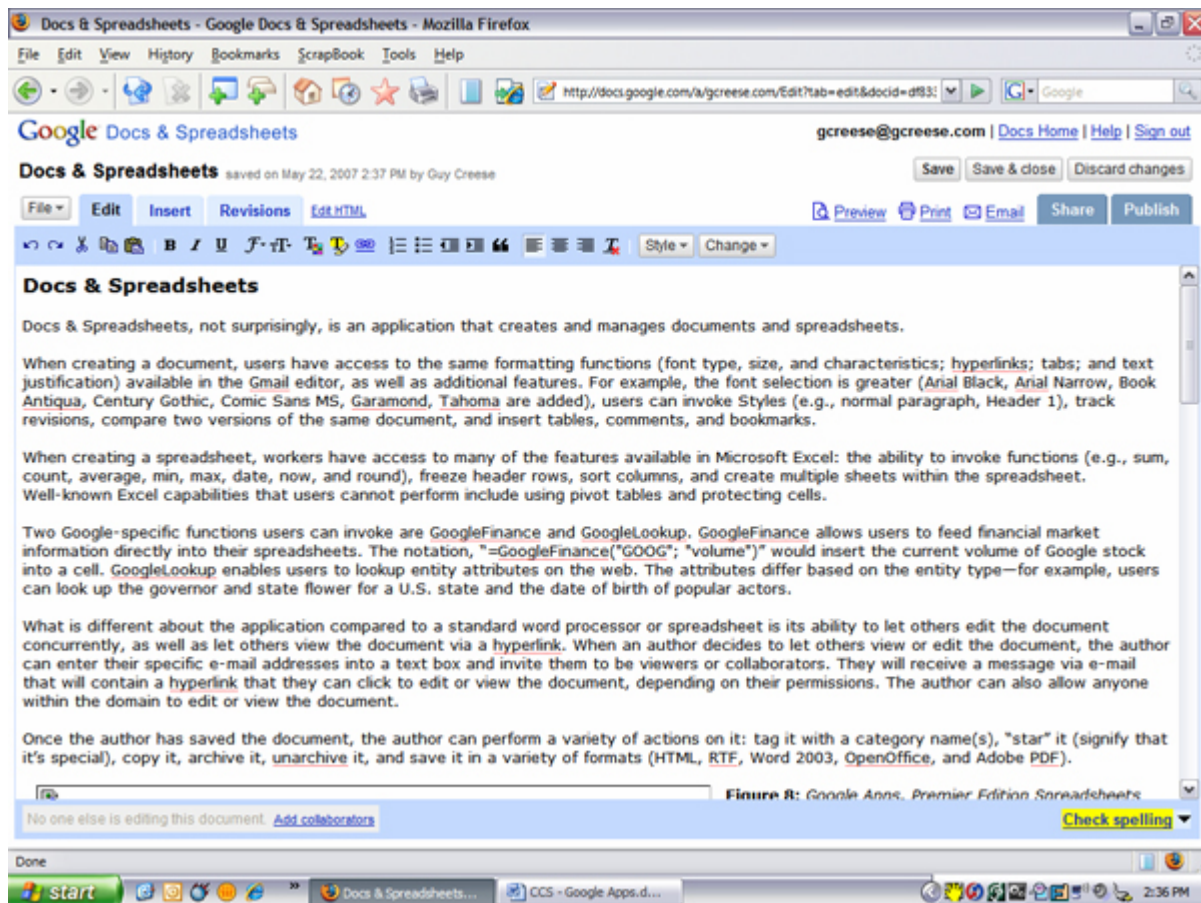 Docs & Spreadsheets - Google Docs & Spreadsheets - Mozilla Firefox
File Edit View History Bookmarks ScrapBook Tools Help
http://docs.google.com/a/gcreese.com/Edit?tab=edit&docid=df83 Google
Google Docs & Spreadsheets gcreese@gcreese.com | Docs Home | Help | Sign out
Docs & Spreadsheets saved on May 22, 2007 2:37 PM by Guy Creese Save Save & close Discard changes
File Edit Insert Revisions Edit HTML Preview Print Email Share Publish
B I U Style Change
Docs & Spreadsheets
Docs & Spreadsheets, not surprisingly, is an application that creates and manages documents and spreadsheets.
When creating a document, users have access to the same formatting functions (font type, size, and characteristics; hyperlinks; tabs; and text
justification) available in the Gmail editor, as well as additional features. For example, the font selection is greater (Arial Black, Arial Narrow, Book
Antiqua, Century Gothic, Comic Sans MS, Garamond, Tahoma are added), users can invoke Styles (e.g., normal paragraph, Header 1), track
revisions, compare two versions of the same document, and insert tables, comments, and bookmarks.
When creating a spreadsheet, workers have access to many of the features available in Microsoft Excel: the ability to invoke functions (e.g., sum,
count, average, min, max, date, now, and round), freeze header rows, sort columns, and create multiple sheets within the spreadsheet.
Well-known Excel capabilities that users cannot perform include using pivot tables and protecting cells.
Two Google-specific functions users can invoke are GoogleFinance and GoogleLookup. GoogleFinance allows users to feed financial market
information directly into their spreadsheets. The notation, "=GoogleFinance("GOOG"; "volume")" would insert the current volume of Google stock
into a cell. GoogleLookup enables users to lookup entity attributes on the web. The attributes differ based on the entity type—for example, users
can look up the governor and state flower for a U.S. state and the date of birth of popular actors.
What is different about the application compared to a standard word processor or spreadsheet is its ability to let others edit the document
concurrently, as well as let others view the document via a hyperlink. When an author decides to let others view or edit the document, the author
can enter their specific e-mail addresses into a text box and invite them to be viewers or collaborators. They will receive a message via e-mail
that will contain a hyperlink that they can click to edit or view the document, depending on their permissions. The author can also allow anyone
within the domain to edit or view the document.
Once the author has saved the document, the author can perform a variety of actions on it: tag it with a category name(s), "star" it (signify that
it's special), copy it, archive it, unarchive it, and save it in a variety of formats (HTML, RTF, Word 2003, OpenOffice, and Adobe PDF).
Figure 8: Google Apps, Premier Edition Spreadsheets
No one else is editing this document. Add collaborators Check spelling
Done
start Docs & Spreadsheets... CCS - Google Apps.d... 2:36 PM